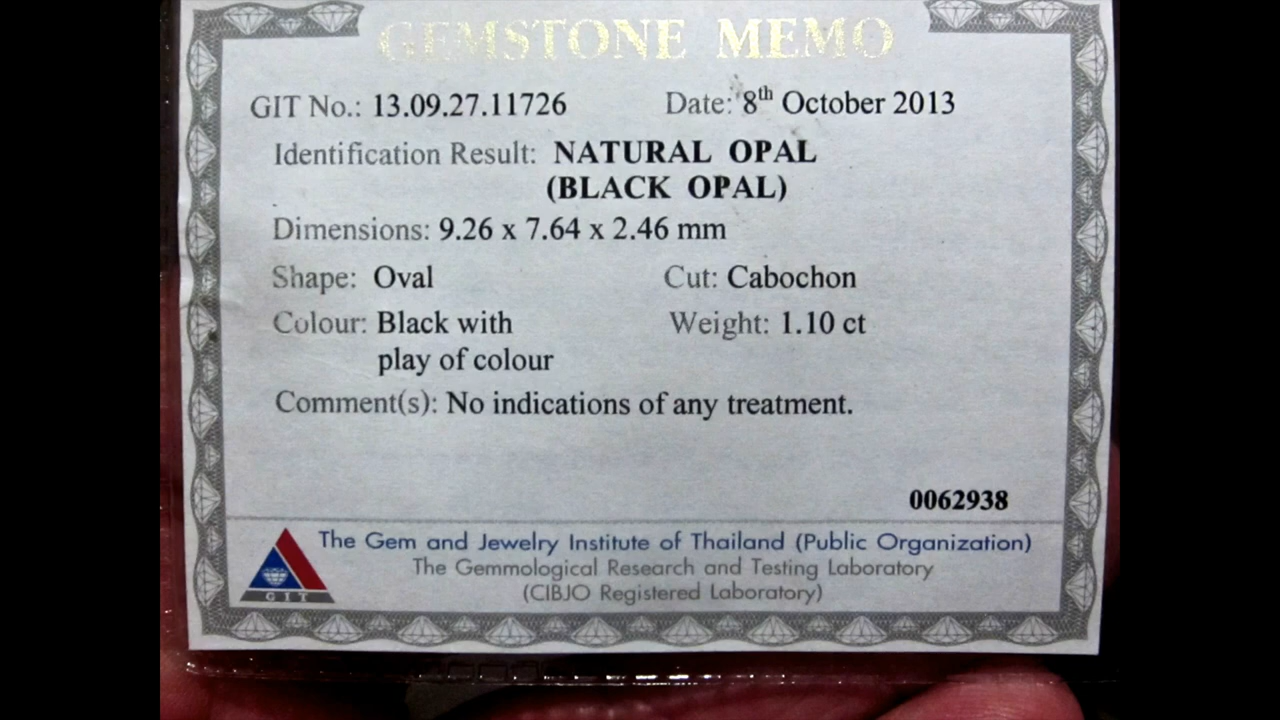 GEMSTONE MEMO
GIT No.: 13.09.27.11726 Date: 8th October 2013
Identification Result: NATURAL OPAL
(BLACK OPAL)
Dimensions: 9.26 x 7.64 x 2.46 mm
Shape: Oval Cut: Cabochon
Colour: Black with Weight: 1.10 ct
play of colour
Comment(s): No indications of any treatment.
0062938
The Gem and Jewelry Institute of Thailand (Public Organization)
The Gemmological Research and Testing Laboratory
(CIBJO Registered Laboratory)
GIT